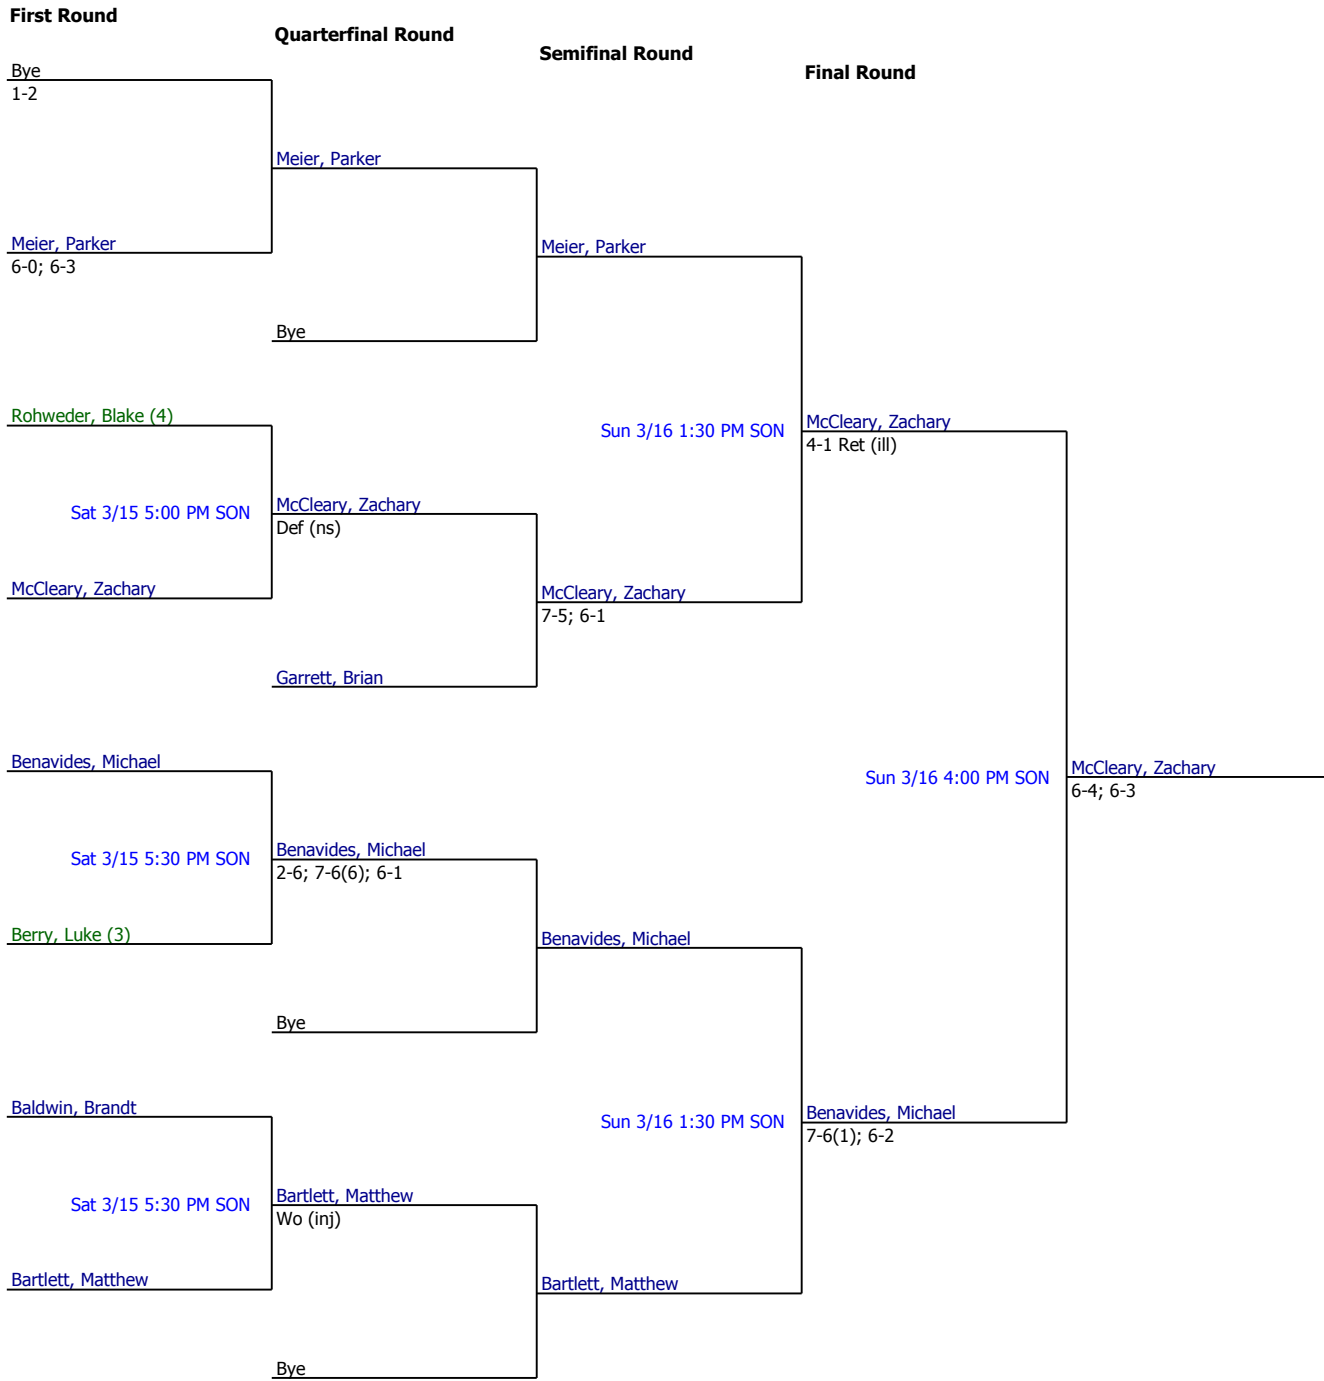 First Round
Quarterfinal Round
Semifinal Round
Final Round
Bye
1-2
Meier, Parker
Meier, Parker
6-0; 6-3
Meier, Parker
Bye
Rohweder, Blake (4)
Sun 3/16 1:30 PM SON
McCleary, Zachary
4-1 Ret (ill)
Sat 3/15 5:00 PM SON
McCleary, Zachary
Def (ns)
McCleary, Zachary
McCleary, Zachary
7-5; 6-1
Garrett, Brian
Benavides, Michael
Sun 3/16 4:00 PM SON
McCleary, Zachary
6-4; 6-3
Sat 3/15 5:30 PM SON
Benavides, Michael
2-6; 7-6(6); 6-1
Berry, Luke (3)
Benavides, Michael
Bye
Baldwin, Brandt
Sun 3/16 1:30 PM SON
Benavides, Michael
7-6(1); 6-2
Sat 3/15 5:30 PM SON
Bartlett, Matthew
Wo (inj)
Bartlett, Matthew
Bartlett, Matthew
Bye